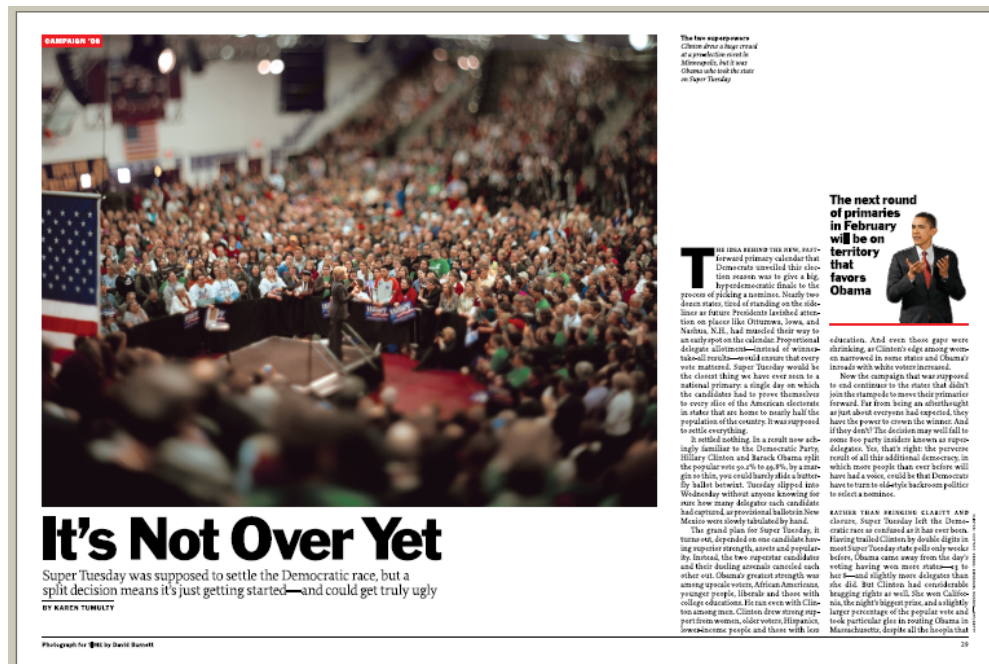 CAMPAIGN '08
The two superpowers
Clinton drew a huge crowd
at a preelection event in
Minneapolis, but it was
Obama who took the state
on Super Tuesday
It's Not Over Yet
Super Tuesday was supposed to settle the Democratic race, but a
split decision means it's just getting started—and could get truly ugly
BY KAREN TUMULTY
THE IDEA BEHIND THE NEW, FAST-
forward primary calendar that
Democrats unveiled this elec-
tion season was to give a big,
hyperdemocratic finale to the
process of picking a nominee. Nearly two
dozen states, tired of standing on the side-
lines as future Presidents lavished atten-
tion on places like Ottumwa, Iowa, and
Nashua, N.H., had muscled their way to
an early spot on the calendar. Proportional
delegate allotment—instead of winner-
take-all results—would ensure that every
vote mattered. Super Tuesday would be
the closest thing we have ever seen to a
national primary: a single day on which
the candidates had to prove themselves
to every slice of the American electorate
in states that are home to nearly half the
population of the country. It was supposed
to settle everything.
It settled nothing. In a result now ach-
ingly familiar to the Democratic Party,
Hillary Clinton and Barack Obama split
the popular vote 50.2% to 49.8%, by a mar-
gin so thin, you could barely slide a butter-
fly ballot betwixt. Tuesday slipped into
Wednesday without anyone knowing for
sure how many delegates each candidate
had captured, as provisional ballots in New
Mexico were slowly tabulated by hand.
The grand plan for Super Tuesday, it
turns out, depended on one candidate hav-
ing superior strength, assets and popular-
ity. Instead, the two superstar candidates
and their dueling arsenals canceled each
other out. Obama's greatest strength was
among upscale voters, African Americans,
younger people, liberals and those with
college educations. He ran even with Clin-
ton among men. Clinton drew strong sup-
port from women, older voters, Hispanics,
lower-income people and those with less
The next round
of primaries
in February
will be on
territory
that
favors
Obama
education. And even those gaps were
shrinking, as Clinton's edge among wom-
en narrowed in some states and Obama's
inroads with white voters increased.
Now the campaign that was supposed
to end continues to the states that didn't
join the stampede to move their primaries
forward. Far from being an afterthought
as just about everyone had expected, they
have the power to crown the winner. And
if they don't? The decision may well fall to
some 800 party insiders known as super-
delegates. Yes, that's right: the perverse
result of all this additional democracy, in
which more people than ever before will
have had a voice, could be that Democrats
have to turn to old-style backroom politics
to select a nominee.
RATHER THAN BRINGING CLARITY AND
closure, Super Tuesday left the Demo-
cratic race as confused as it has ever been.
Having trailed Clinton by double digits in
most Super Tuesday state polls only weeks
before, Obama came away from the day's
voting having won more states—13 to
her 8—and slightly more delegates than
she did. But Clinton had considerable
bragging rights as well. She won Califor-
nia, the night's biggest prize, and a slightly
larger percentage of the popular vote and
took particular glee in routing Obama in
Massachusetts, despite all the hoopla that
Photograph for TIME by David Burnett
29